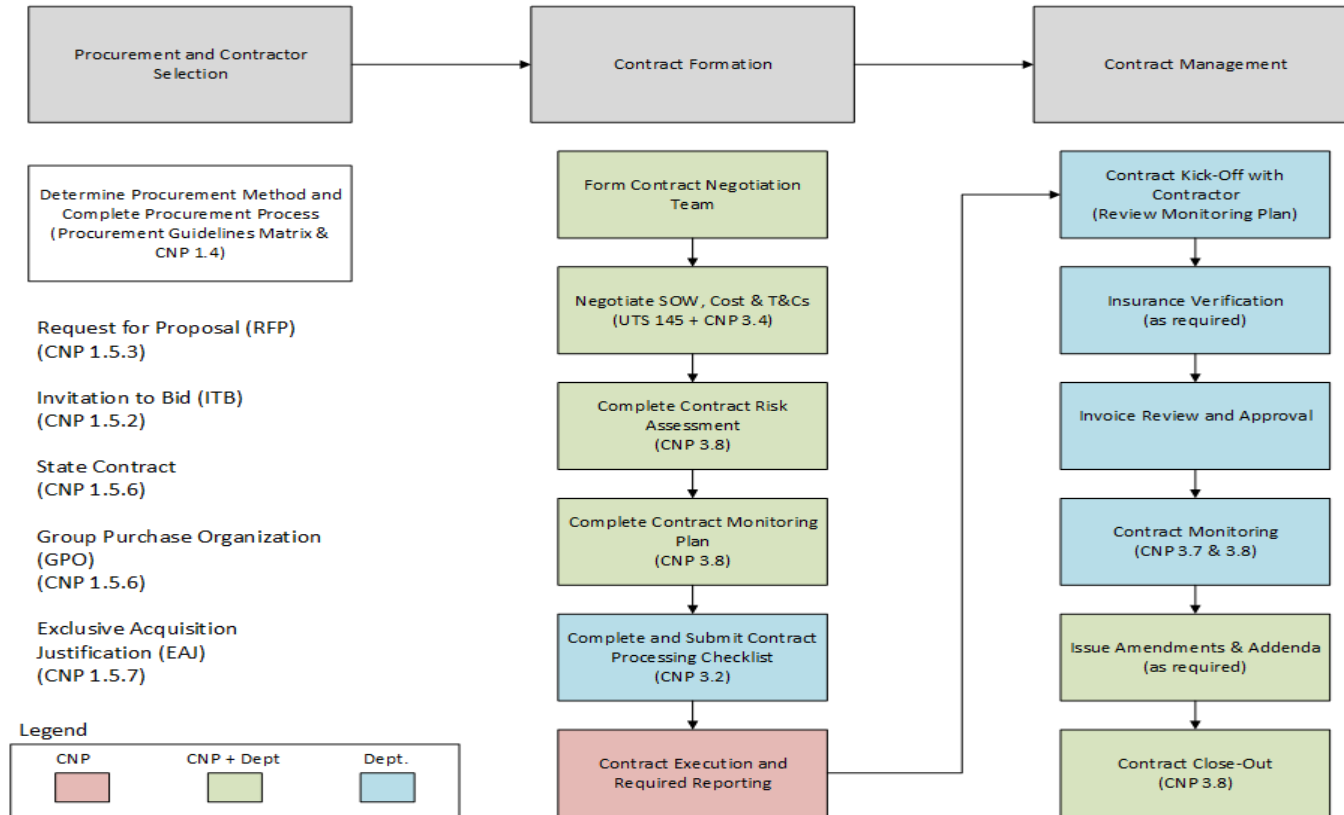 Procurement and Contractor
Selection
Contract Formation
Contract Management
Determine Procurement Method and
Complete Procurement Process
(Procurement Guidelines Matrix &
CNP 1.4)
Request for Proposal (RFP)
(CNP 1.5.3)
Invitation to Bid (ITB)
(CNP 1.5.2)
State Contract
(CNP 1.5.6)
Group Purchase Organization
(GPO)
(CNP 1.5.6)
Exclusive Acquisition
Justification (EAJ)
(CNP 1.5.7)
Legend
CNP
CNP + Dept
Dept.
Form Contract Negotiation
Team
Negotiate SOW, Cost & T&Cs
(UTS 145 + CNP 3.4)
Complete Contract Risk
Assessment
(CNP 3.8)
Complete Contract Monitoring
Plan
(CNP 3.8)
Complete and Submit Contract
Processing Checklist
(CNP 3.2)
Contract Execution and
Required Reporting
Contract Kick-Off with
Contractor
(Review Monitoring Plan)
Insurance Verification
(as required)
Invoice Review and Approval
Contract Monitoring
(CNP 3.7 & 3.8)
Issue Amendments & Addenda
(as required)
Contract Close-Out
(CNP 3.8)